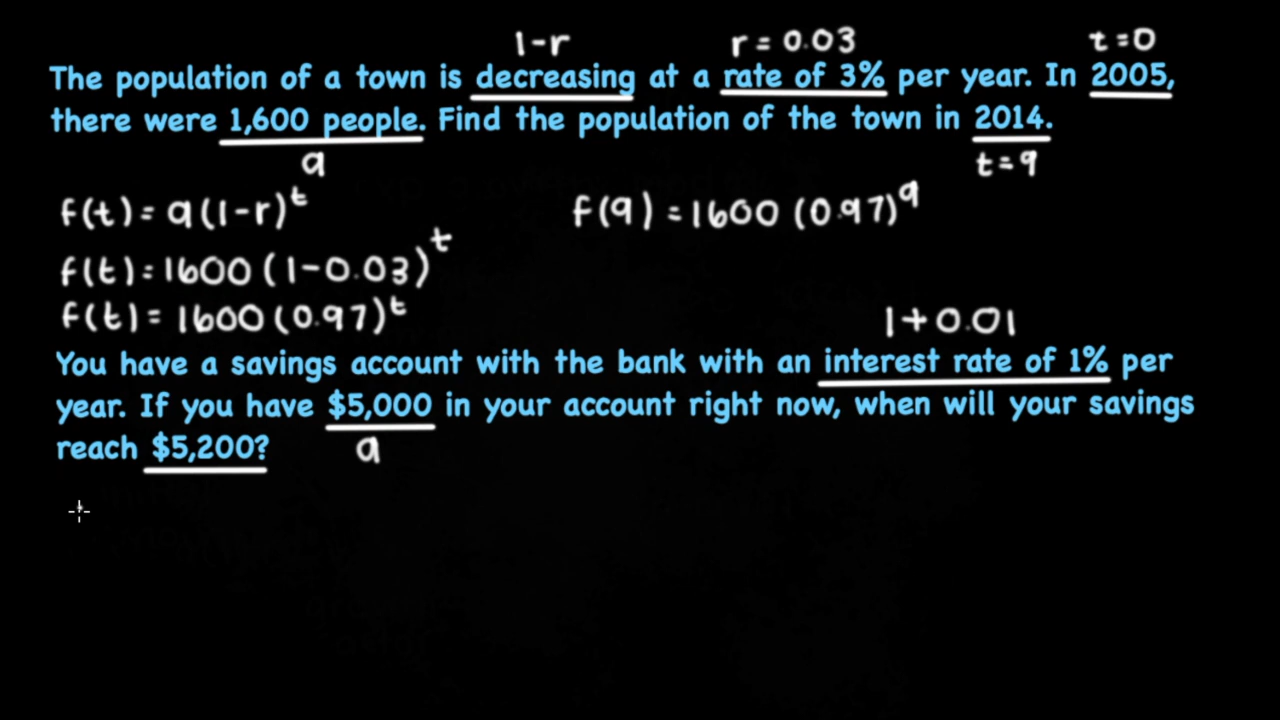 1-r r = 0.03 t=0
The population of a town is decreasing at a rate of 3% per year. In 2005,
there were 1,600 people. Find the population of the town in 2014.
a t=9
f(t)= a(1-r)^t f(9) =1600 (0.97)^9
f(t)=1600(1-0.03)^t
f(t)= 1600(0.97)^t
1+0.01
You have a savings account with the bank with an interest rate of 1% per
year. If you have $5,000 in your account right now, when will your savings
reach $5,200?
a